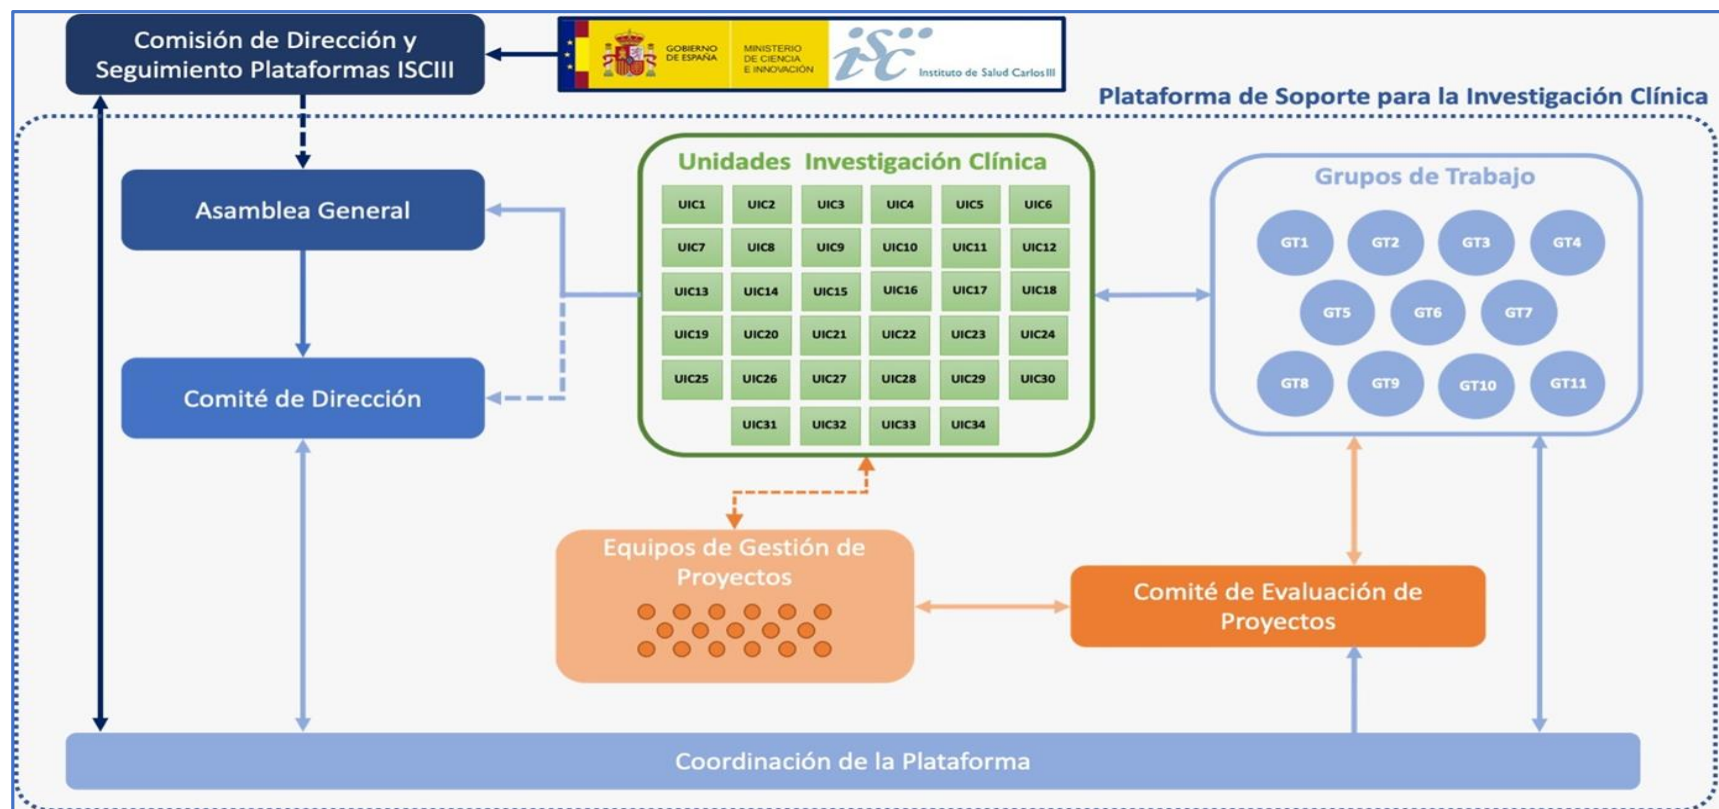 Comisión de Dirección y
Seguimiento Plataformas ISCIII
GOBIERNO
DE ESPAÑA
MINISTERIO
DE CIENCIA
E INNOVACIÓN
isc
Instituto de Salud Carlos III
Plataforma de Soporte para la Investigación Clínica
Asamblea General
Comité de Dirección
Unidades Investigación Clínica
UIC1 UIC2 UIC3 UIC4 UIC5 UIC6
UIC7 UIC8 UIC9 UIC10 UIC11 UIC12
UIC13 UIC14 UIC15 UIC16 UIC17 UIC18
UIC19 UIC20 UIC21 UIC22 UIC23 UIC24
UIC25 UIC26 UIC27 UIC28 UIC29 UIC30
UIC31 UIC32 UIC33 UIC34
Grupos de Trabajo
GT1 GT2 GT3 GT4
GT5 GT6 GT7
GT8 GT9 GT10 GT11
Equipos de Gestión de
Proyectos
Comité de Evaluación de
Proyectos
Coordinación de la Plataforma